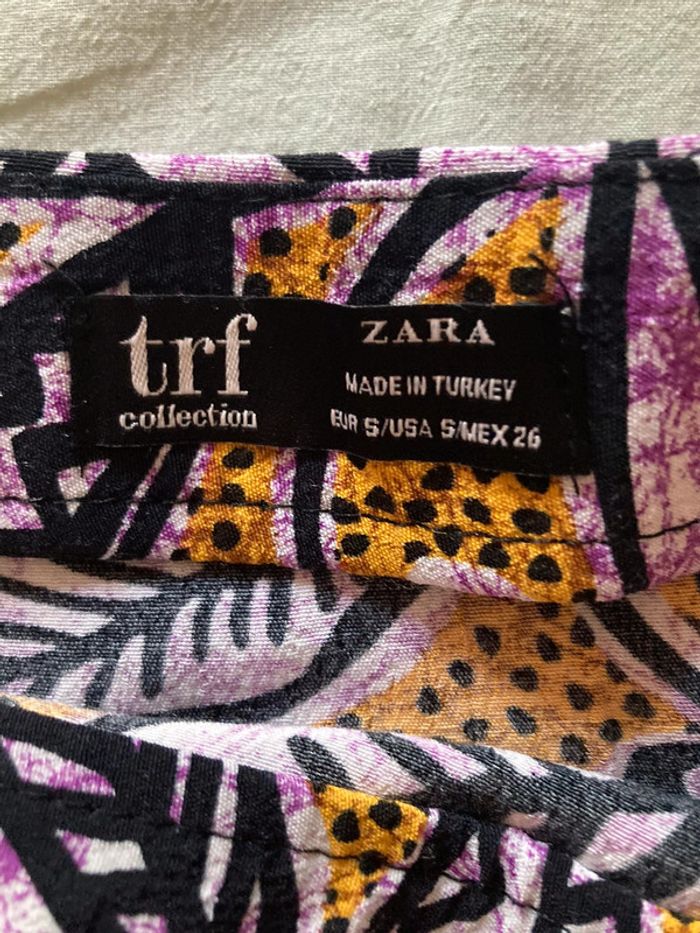 trf
collection
ZARA
MADE IN TURKEY
EUR S/USA S/MEX 26